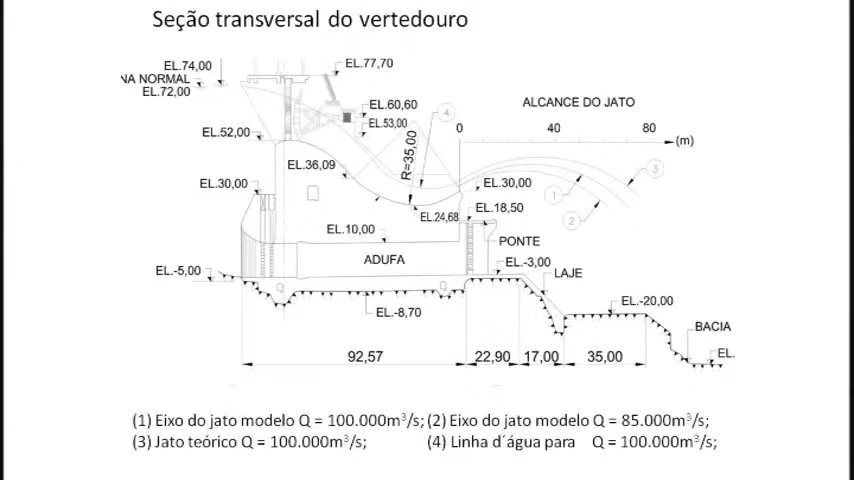 Seção transversal do vertedouro
EL.74,00
EL.77,70
NA NORMAL
EL.72,00
EL.60,60
4
ALCANCE DO JATO
EL.53,00
0 40 80
EL.52,00
(m)
R=35,00
EL.36,09
3
EL.30,00
EL.30,00
1
EL.18,50
2
EL.24,68
EL.10,00
PONTE
ADUFA
EL.-3,00
EL.-5,00
LAJE
EL.-20,00
EL.-8,70
BACIA
EL.
92,57 22,90 17,00 35,00
(1) Eixo do jato modelo Q = 100.000m³/s; (2) Eixo do jato modelo Q = 85.000m³/s;
(3) Jato teórico Q = 100.000m³/s; (4) Linha d´água para Q = 100.000m³/s;